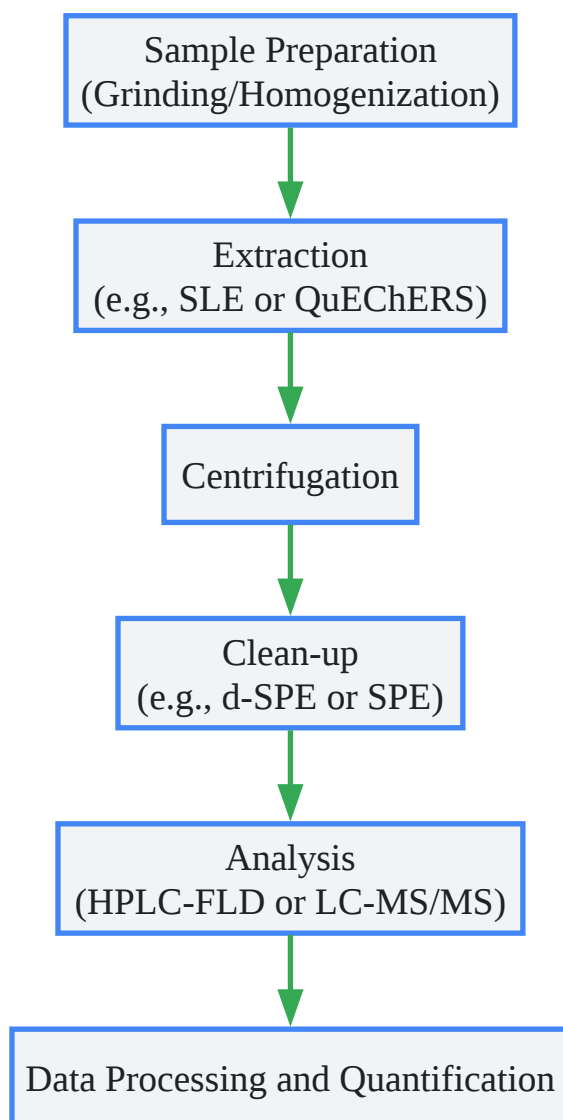 Sample Preparation
(Grinding/Homogenization)
Extraction
(e.g., SLE or QuEChERS)
Centrifugation
Clean-up
(e.g., d-SPE or SPE)
Analysis
(HPLC-FLD or LC-MS/MS)
Data Processing and Quantification